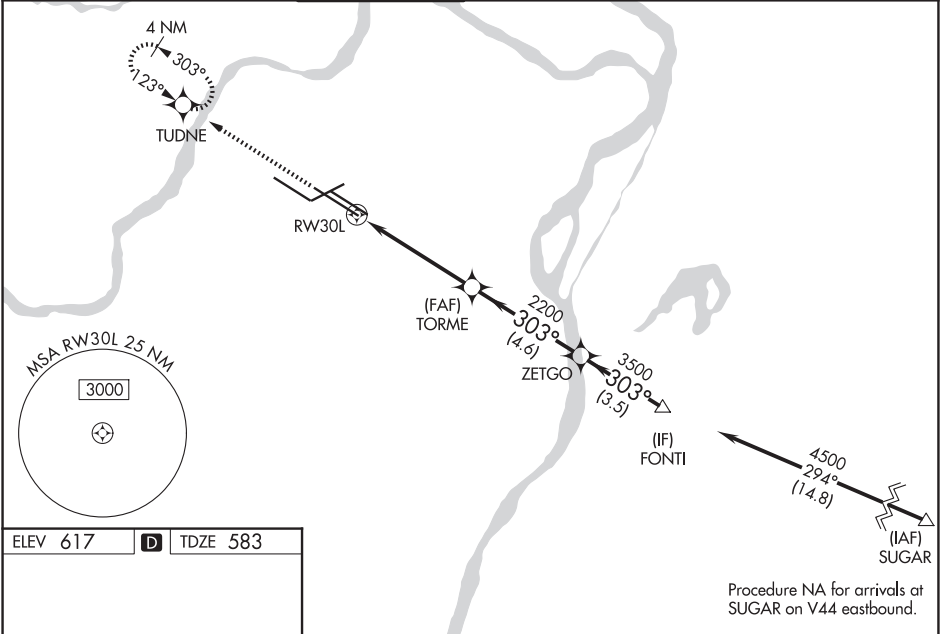 4 NM
303°
123°
TUDNE
RW30L
(FAF)
TORME
2200
303°
(4.6)
ZETGO
3500
303°
(3.5)
(IF)
FONTI
4500
294°
(14.8)
(IAF)
SUGAR
MSA RW30L 25 NM
3000
ELEV 617 D TDZE 583
Procedure NA for arrivals at
SUGAR on V44 eastbound.